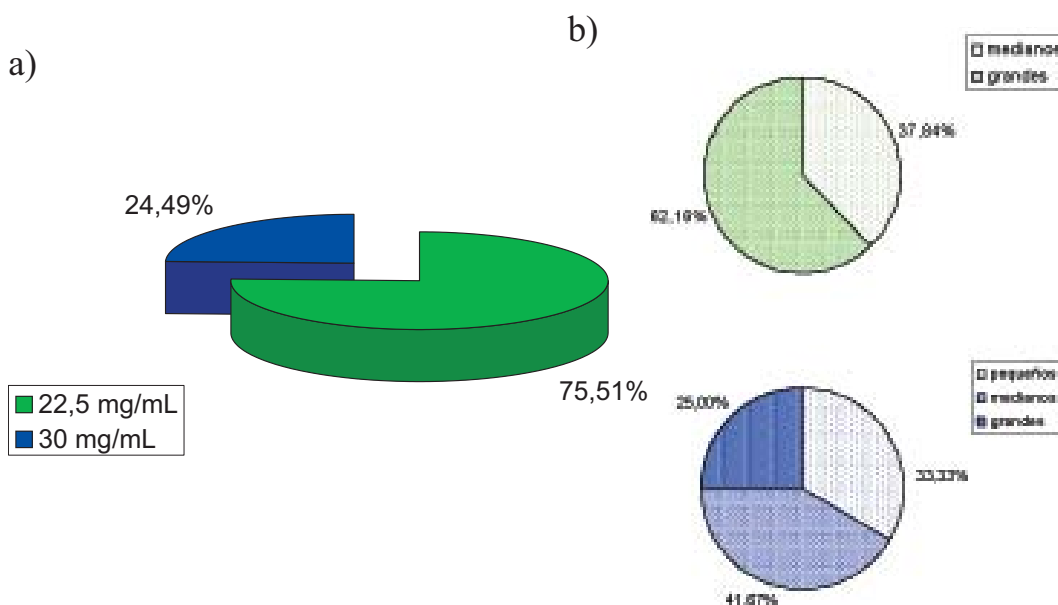 a)
24,49%
75,51%
22,5 mg/mL
30 mg/mL
b)
medianos
grandes
37,84%
62,16%
pequeños
medianos
grandes
25,00%
33,33%
41,67%